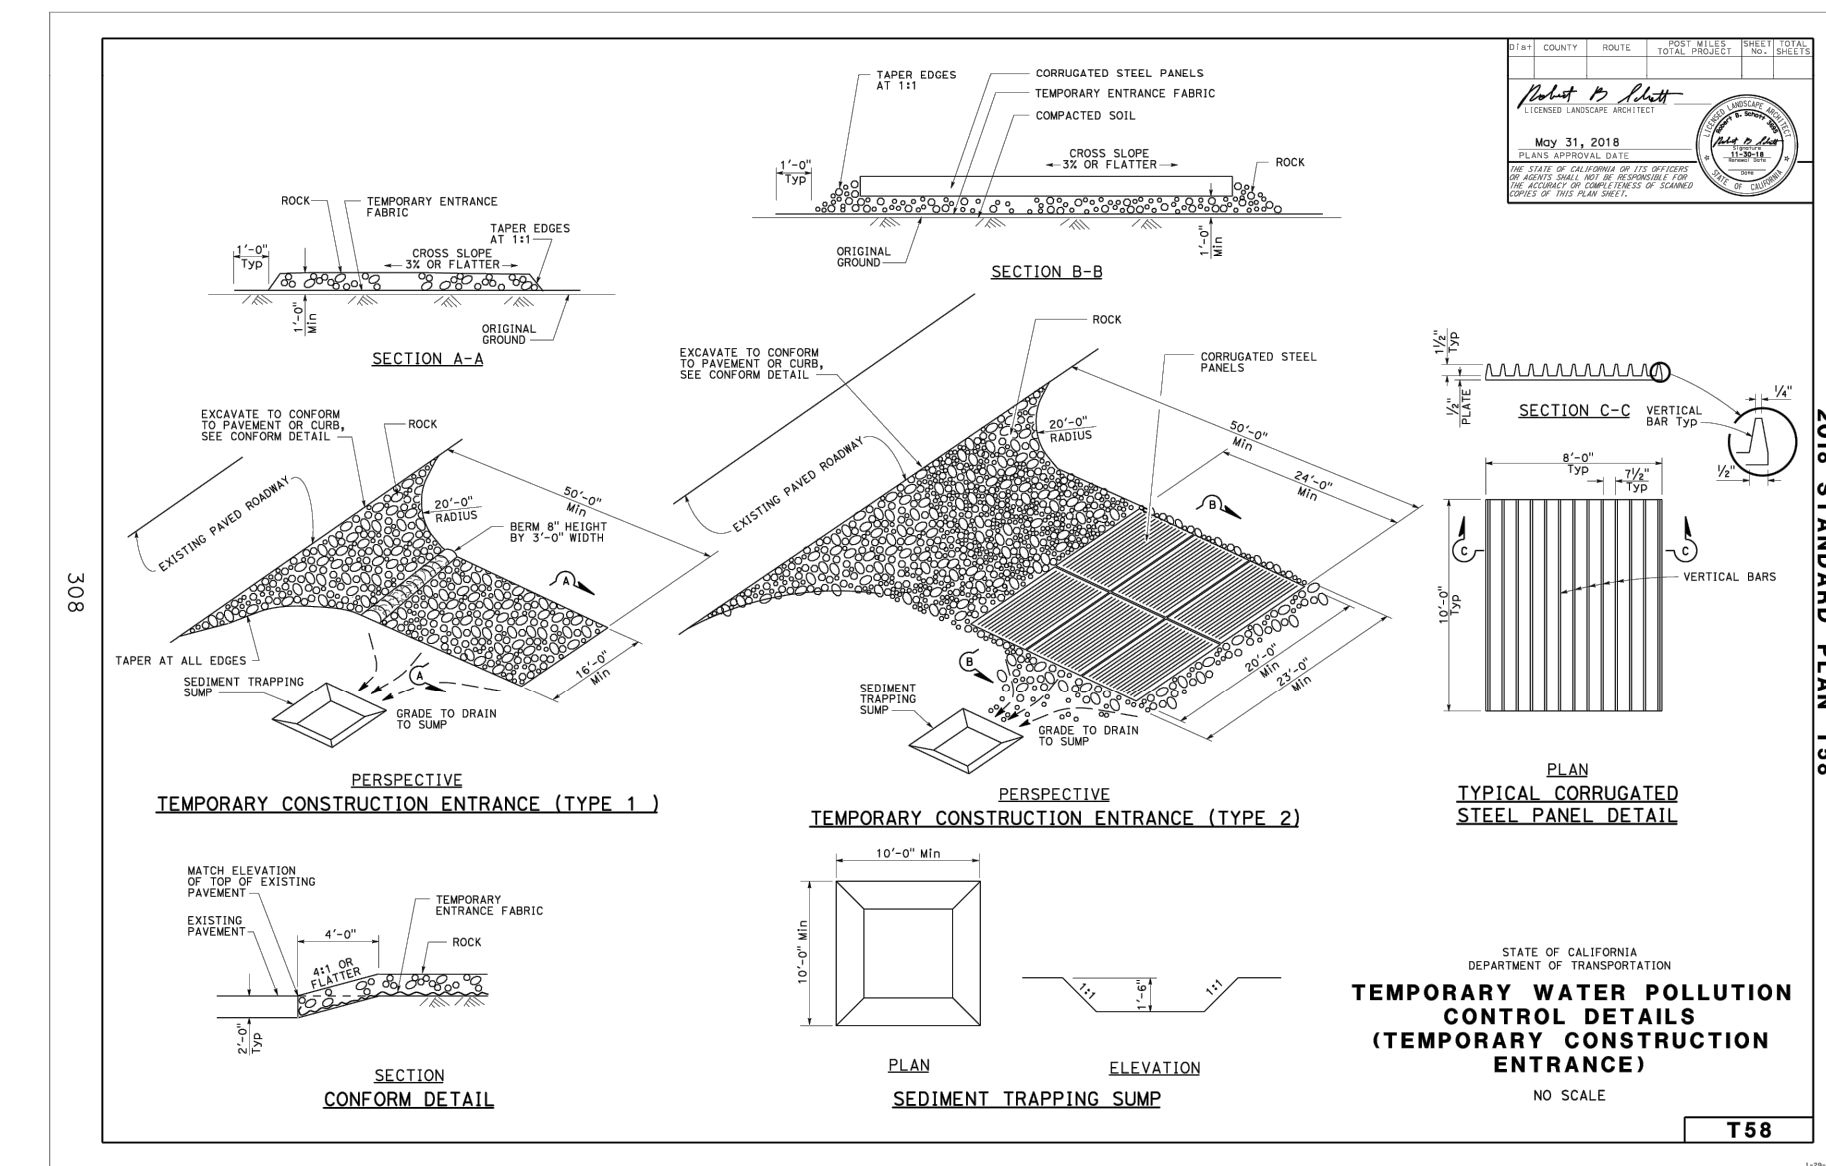 Dist COUNTY ROUTE POST MILES TOTAL PROJECT SHEET No. TOTAL SHEETS
Robert B Schott
LICENSED LANDSCAPE ARCHITECT
May 31, 2018
PLANS APPROVAL DATE
THE STATE OF CALIFORNIA OR ITS OFFICERS
OR AGENTS SHALL NOT BE RESPONSIBLE FOR
THE ACCURACY OR COMPLETENESS OF SCANNED
COPIES OF THIS PLAN SHEET.
LICENSED LANDSCAPE ARCHITECT
Robert B. Schott
Signature
11-30-18
Renewal Date
Date
STATE OF CALIFORNIA
ROCK
TEMPORARY ENTRANCE
FABRIC
TAPER EDGES
AT 1:1
1'-0"
Typ
CROSS SLOPE
3% OR FLATTER
1'-0"
Min
ORIGINAL
GROUND
SECTION A-A
TAPER EDGES
AT 1:1
CORRUGATED STEEL PANELS
TEMPORARY ENTRANCE FABRIC
COMPACTED SOIL
1'-0"
Typ
CROSS SLOPE
3% OR FLATTER
ROCK
ORIGINAL
GROUND
1'-0"
Min
SECTION B-B
EXCAVATE TO CONFORM
TO PAVEMENT OR CURB,
SEE CONFORM DETAIL
ROCK
EXISTING PAVED ROADWAY
20'-0"
RADIUS
50'-0"
Min
BERM 8" HEIGHT
BY 3'-0" WIDTH
A
TAPER AT ALL EDGES
SEDIMENT TRAPPING
SUMP
A
16'-0"
Min
GRADE TO DRAIN
TO SUMP
PERSPECTIVE
TEMPORARY CONSTRUCTION ENTRANCE (TYPE 1 )
EXCAVATE TO CONFORM
TO PAVEMENT OR CURB,
SEE CONFORM DETAIL
ROCK
CORRUGATED STEEL
PANELS
EXISTING PAVED ROADWAY
20'-0"
RADIUS
50'-0"
Min
24'-0"
Min
B
B
20'-0"
Min
23'-0"
Min
SEDIMENT
TRAPPING
SUMP
GRADE TO DRAIN
TO SUMP
PERSPECTIVE
TEMPORARY CONSTRUCTION ENTRANCE (TYPE 2)
1½"
Typ
½"
PLATE
SECTION C-C
VERTICAL
BAR Typ
¼"
½"
8'-0"
Typ
7½"
Typ
C
C
10'-0"
Typ
VERTICAL BARS
PLAN
TYPICAL CORRUGATED
STEEL PANEL DETAIL
MATCH ELEVATION
OF TOP OF EXISTING
PAVEMENT
EXISTING
PAVEMENT
4'-0"
4:1 OR
FLATTER
TEMPORARY
ENTRANCE FABRIC
ROCK
2'-0"
Typ
SECTION
CONFORM DETAIL
10'-0" Min
10'-0" Min
PLAN
1:1
1'-6"
1:1
ELEVATION
SEDIMENT TRAPPING SUMP
STATE OF CALIFORNIA
DEPARTMENT OF TRANSPORTATION
TEMPORARY WATER POLLUTION
CONTROL DETAILS
(TEMPORARY CONSTRUCTION
ENTRANCE)
NO SCALE
T58
308
2018 STANDARD PLAN T58